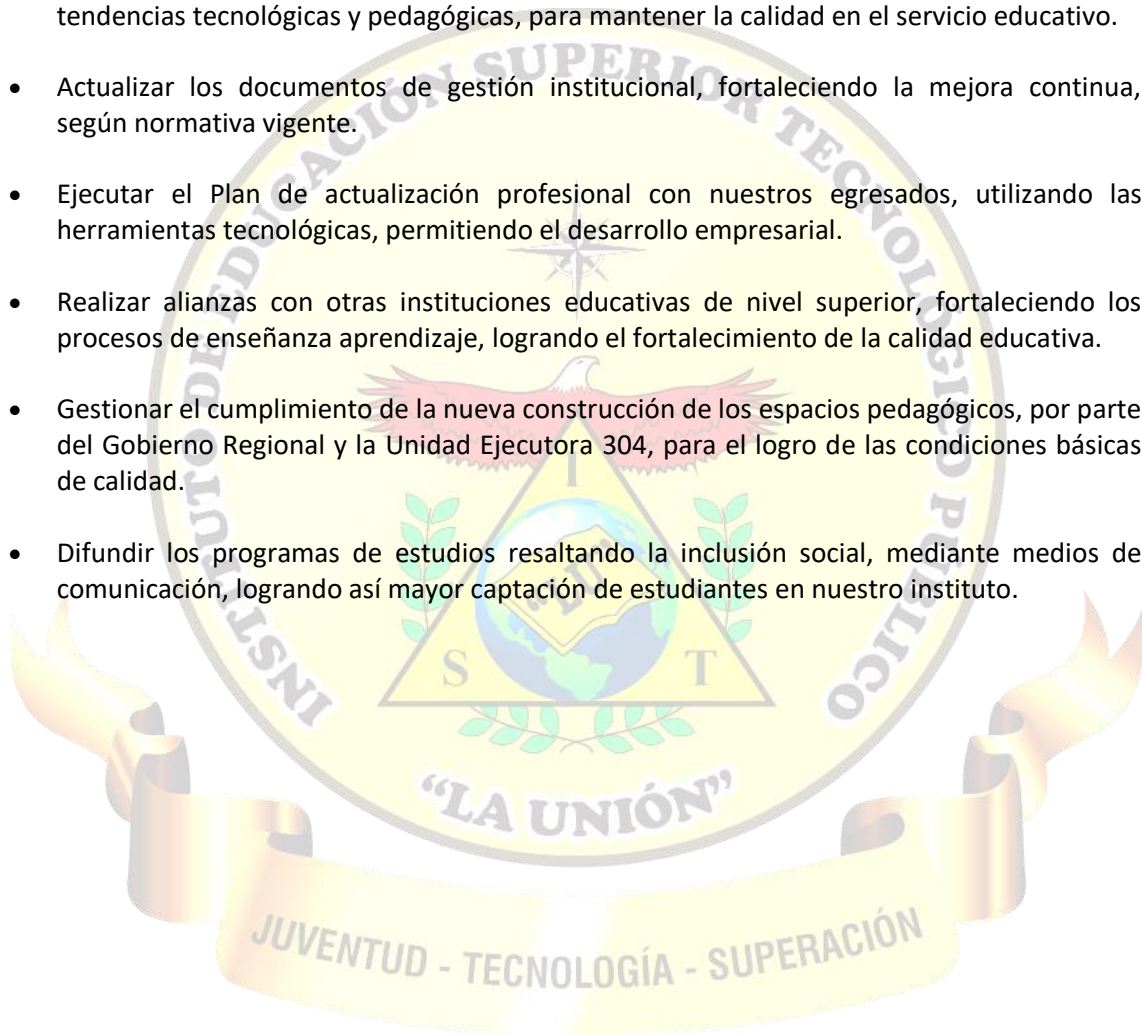 tendencias tecnológicas y pedagógicas, para mantener la calidad en el servicio educativo.
• Actualizar los documentos de gestión institucional, fortaleciendo la mejora continua,
según normativa vigente.
• Ejecutar el Plan de actualización profesional con nuestros egresados, utilizando las
herramientas tecnológicas, permitiendo el desarrollo empresarial.
• Realizar alianzas con otras instituciones educativas de nivel superior, fortaleciendo los
procesos de enseñanza aprendizaje, logrando el fortalecimiento de la calidad educativa.
• Gestionar el cumplimiento de la nueva construcción de los espacios pedagógicos, por parte
del Gobierno Regional y la Unidad Ejecutora 304, para el logro de las condiciones básicas
de calidad.
• Difundir los programas de estudios resaltando la inclusión social, mediante medios de
comunicación, logrando así mayor captación de estudiantes en nuestro instituto.
INSTITUTO DE EDUCACIÓN SUPERIOR TECNOLÓGICO PÚBLICO
I
S T
"LU"
"LA UNIÓN"
JUVENTUD - TECNOLOGÍA - SUPERACIÓN